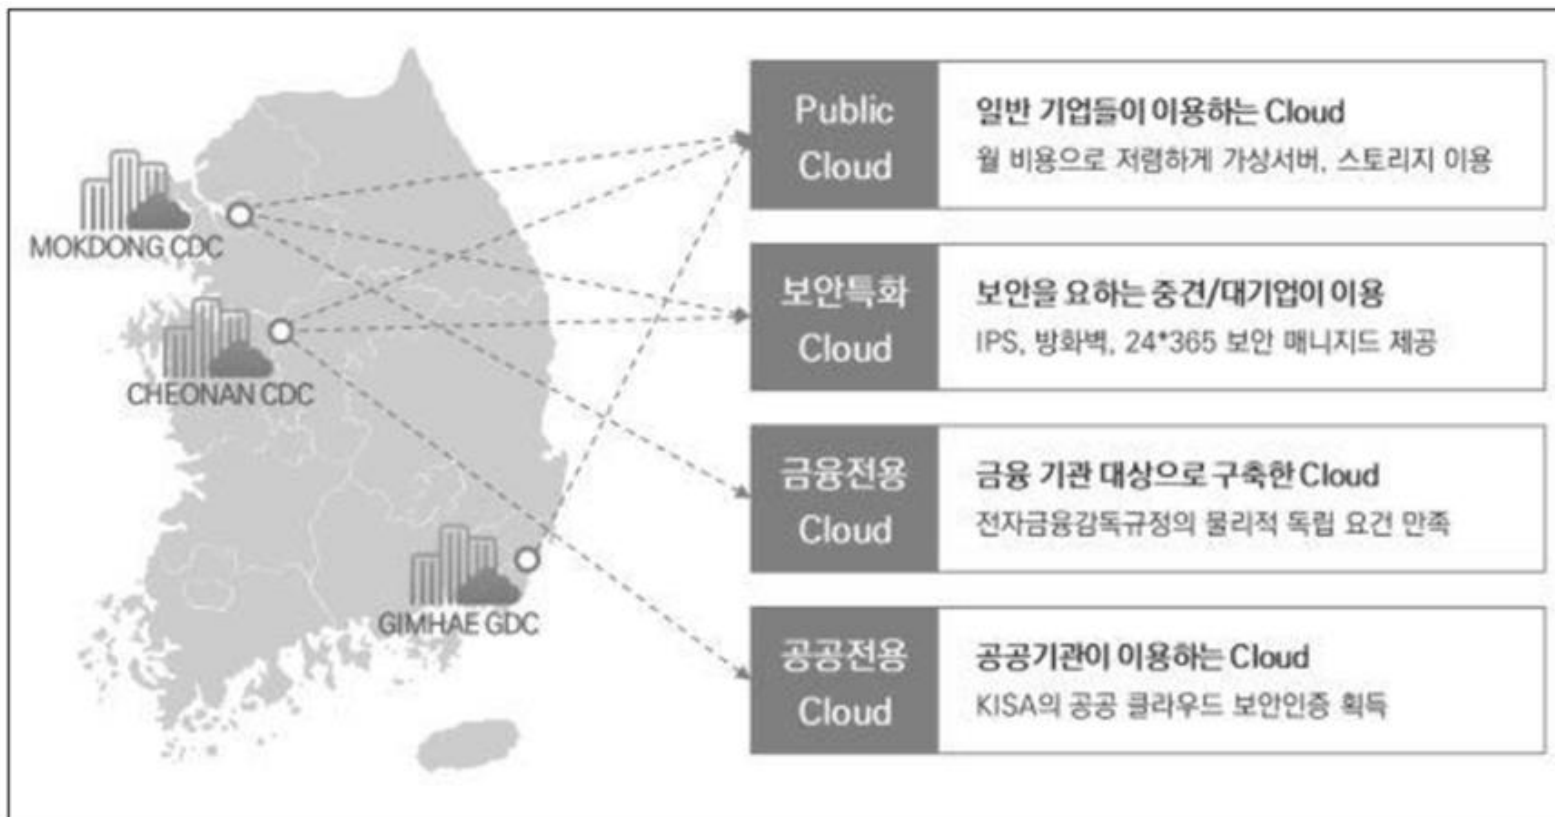 MOKDONG CDC
CHEONAN CDC
GIMHAE GDC
Public
Cloud
일반 기업들이 이용하는 Cloud
월 비용으로 저렴하게 가상서버, 스토리지 이용
보안특화
Cloud
보안을 요하는 중견/대기업이 이용
IPS, 방화벽, 24*365 보안 매니지드 제공
금융전용
Cloud
금융 기관 대상으로 구축한 Cloud
전자금융감독규정의 물리적 독립 요건 만족
공공전용
Cloud
공공기관이 이용하는 Cloud
KISA의 공공 클라우드 보안인증 획득